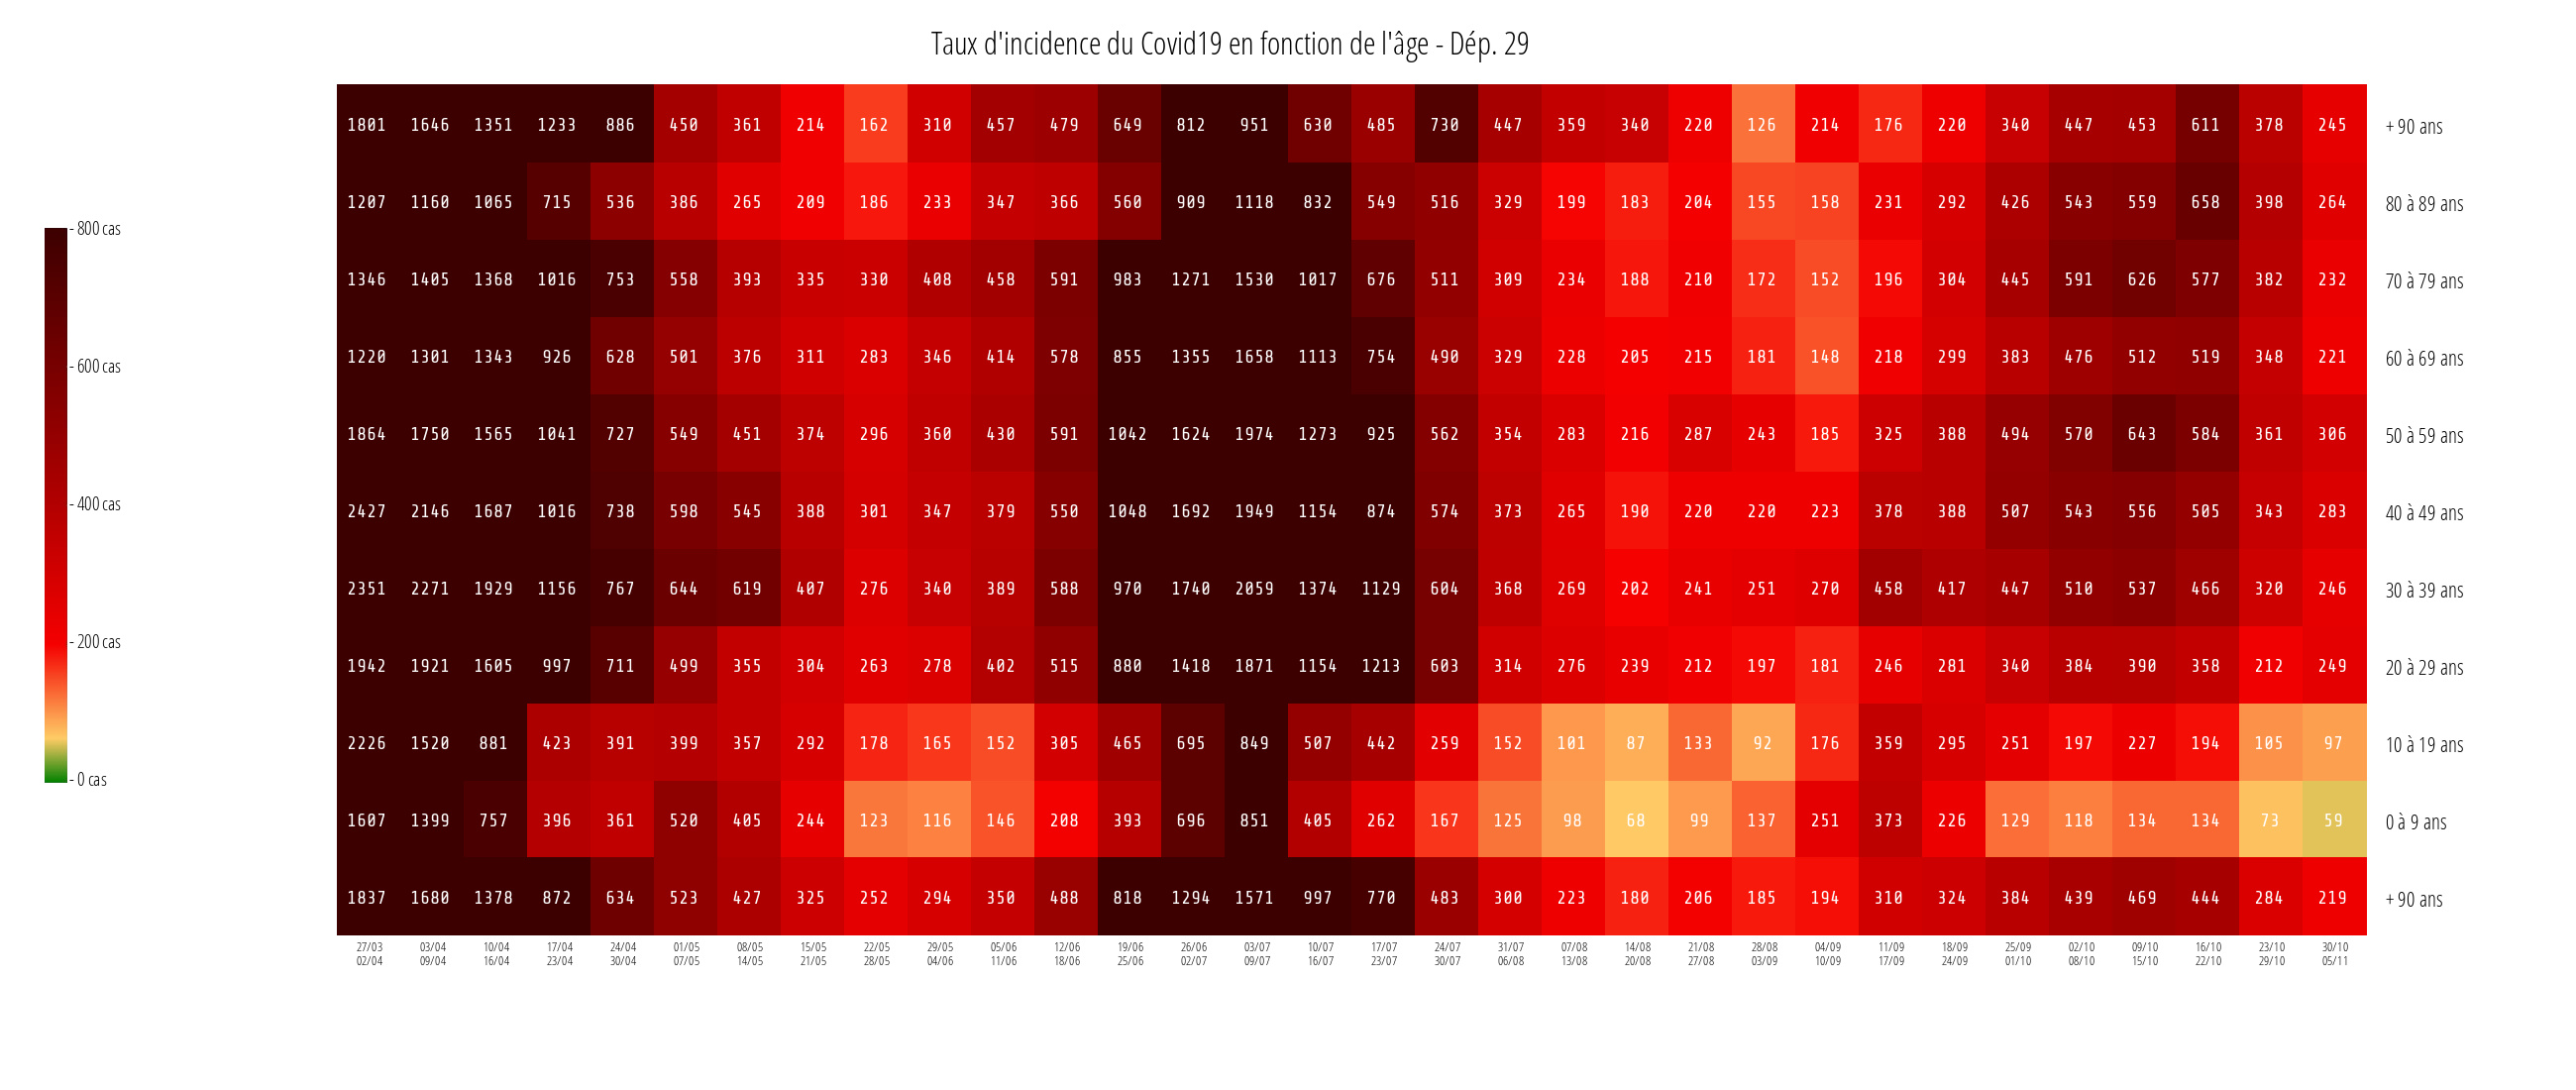 Taux d'incidence du Covid19 en fonction de l'âge - Dép. 29
- 800 cas
- 600 cas
- 400 cas
- 200 cas
- 0 cas
1801 1646 1351 1233 886 450 361 214 162 310 457 479 649 812 951 630 485 730 447 359 340 220 126 214 176 220 340 447 453 611 378 245 + 90 ans
1207 1160 1065 715 536 386 265 209 186 233 347 366 560 909 1118 832 549 516 329 199 183 204 155 158 231 292 426 543 559 658 398 264 80 à 89 ans
1346 1405 1368 1016 753 558 393 335 330 408 458 591 983 1271 1530 1017 676 511 309 234 188 210 172 152 196 304 445 591 626 577 382 232 70 à 79 ans
1220 1301 1343 926 628 501 376 311 283 346 414 578 855 1355 1658 1113 754 490 329 228 205 215 181 148 218 299 383 476 512 519 348 221 60 à 69 ans
1864 1750 1565 1041 727 549 451 374 296 360 430 591 1042 1624 1974 1273 925 562 354 283 216 287 243 185 325 388 494 570 643 584 361 306 50 à 59 ans
2427 2146 1687 1016 738 598 545 388 301 347 379 550 1048 1692 1949 1154 874 574 373 265 190 220 220 223 378 388 507 543 556 505 343 283 40 à 49 ans
2351 2271 1929 1156 767 644 619 407 276 340 389 588 970 1740 2059 1374 1129 604 368 269 202 241 251 270 458 417 447 510 537 466 320 246 30 à 39 ans
1942 1921 1605 997 711 499 355 304 263 278 402 515 880 1418 1871 1154 1213 603 314 276 239 212 197 181 246 281 340 384 390 358 212 249 20 à 29 ans
2226 1520 881 423 391 399 357 292 178 165 152 305 465 695 849 507 442 259 152 101 87 133 92 176 359 295 251 197 227 194 105 97 10 à 19 ans
1607 1399 757 396 361 520 405 244 123 116 146 208 393 696 851 405 262 167 125 98 68 99 137 251 373 226 129 118 134 134 73 59 0 à 9 ans
1837 1680 1378 872 634 523 427 325 252 294 350 488 818 1294 1571 997 770 483 300 223 180 206 185 194 310 324 384 439 469 444 284 219 + 90 ans
27/03 03/04 10/04 17/04 24/04 01/05 08/05 15/05 22/05 29/05 05/06 12/06 19/06 26/06 03/07 10/07 17/07 24/07 31/07 07/08 14/08 21/08 28/08 04/09 11/09 18/09 25/09 02/10 09/10 16/10 23/10 30/10
02/04 09/04 16/04 23/04 30/04 07/05 14/05 21/05 28/05 04/06 11/06 18/06 25/06 02/07 09/07 16/07 23/07 30/07 06/08 13/08 20/08 27/08 03/09 10/09 17/09 24/09 01/10 08/10 15/10 22/10 29/10 05/11